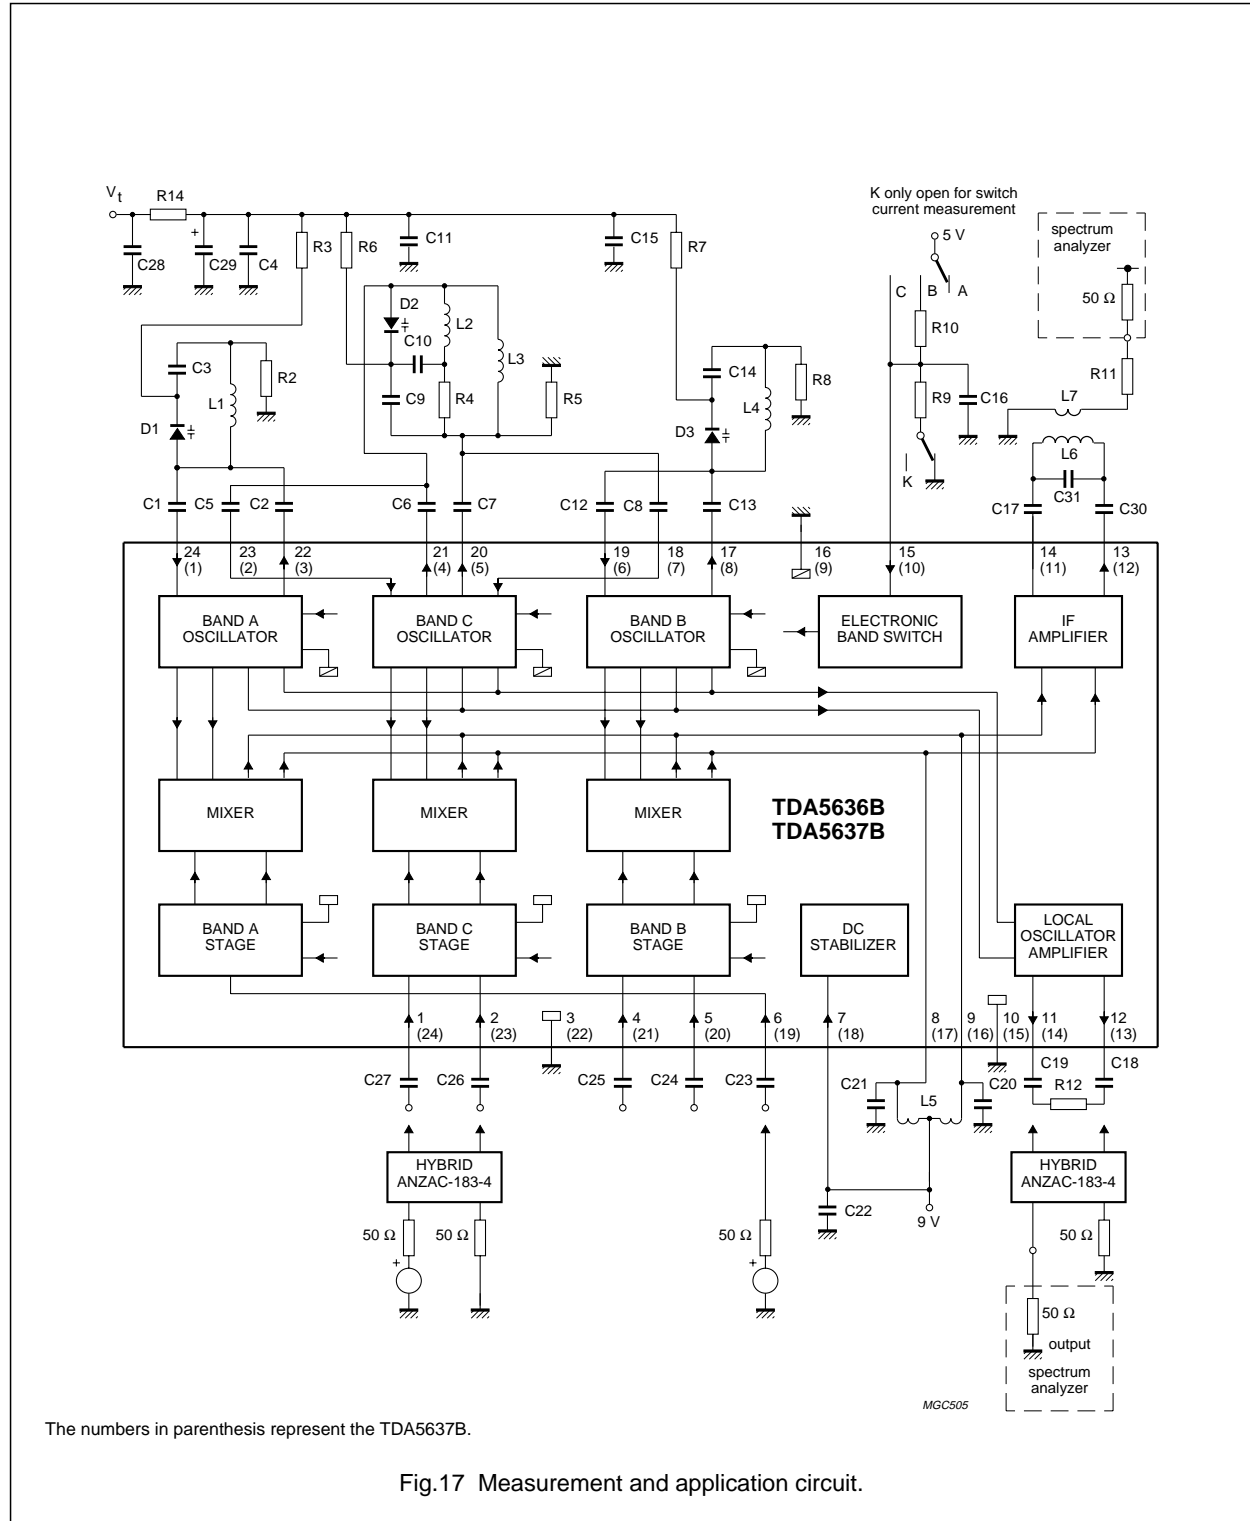 V t
R14
C28
+
C29
C4
R3
R6
C11
C15
R7
K only open for switch
current measurement
5 V
spectrum
analyzer
50 Ω
C
B
A
D2
L2
C10
L3
R10
C3
R2
L1
C9
R4
R5
C14
L4
R8
R9
C16
L7
R11
D1
D3
K
L6
C31
C1
C5
C2
C6
C7
C12
C8
C13
C17
C30
24
(1)
23
(2)
22
(3)
21
(4)
20
(5)
19
(6)
18
(7)
17
(8)
16
(9)
15
(10)
14
(11)
13
(12)
BAND A
OSCILLATOR
BAND C
OSCILLATOR
BAND B
OSCILLATOR
ELECTRONIC
BAND SWITCH
IF
AMPLIFIER
MIXER
MIXER
MIXER
TDA5636B
TDA5637B
BAND A
STAGE
BAND C
STAGE
BAND B
STAGE
DC
STABILIZER
LOCAL
OSCILLATOR
AMPLIFIER
1
(24)
2
(23)
3
(22)
4
(21)
5
(20)
6
(19)
7
(18)
8
(17)
9
(16)
10
(15)
11
(14)
12
(13)
C27
C26
C25
C24
C23
C21
L5
C20
C19
R12
C18
HYBRID
ANZAC-183-4
HYBRID
ANZAC-183-4
C22
9 V
50 Ω
50 Ω
50 Ω
50 Ω
+
+
50 Ω
output
spectrum
analyzer
MGC505
The numbers in parenthesis represent the TDA5637B.
Fig.17 Measurement and application circuit.